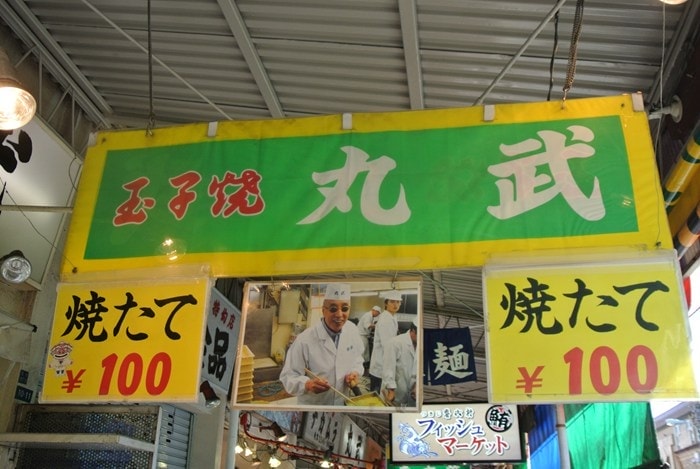 玉子焼 丸武
焼たて
¥100
焼たて
¥100
品
麺
フィッシュ
マーケット